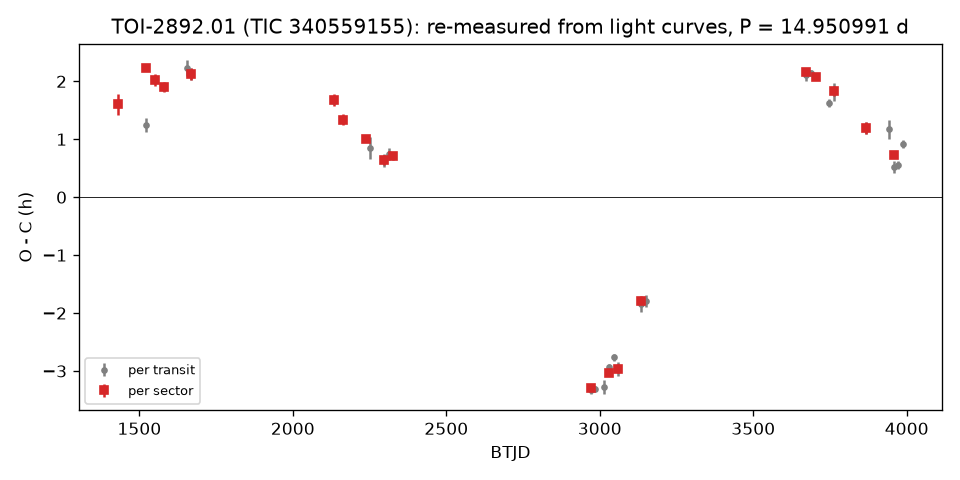 TOI-2892.01 (TIC 340559155): re-measured from light curves, P = 14.950991 d
O - C (h)
2
1
0
−1
−2
−3
per transit
per sector
1500 2000 2500 3000 3500 4000
BTJD